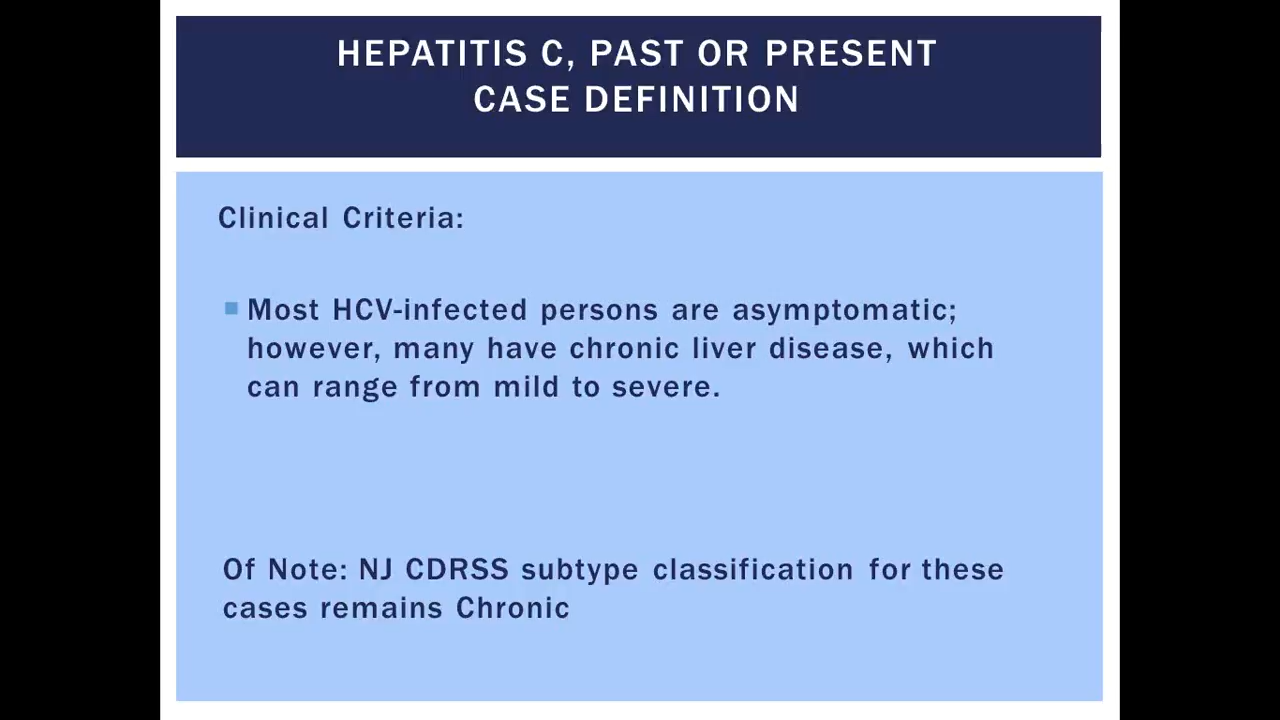 HEPATITIS C, PAST OR PRESENT
CASE DEFINITION
Clinical Criteria:
Most HCV-infected persons are asymptomatic;
however, many have chronic liver disease, which
can range from mild to severe.
Of Note: NJ CDRSS subtype classification for these
cases remains Chronic